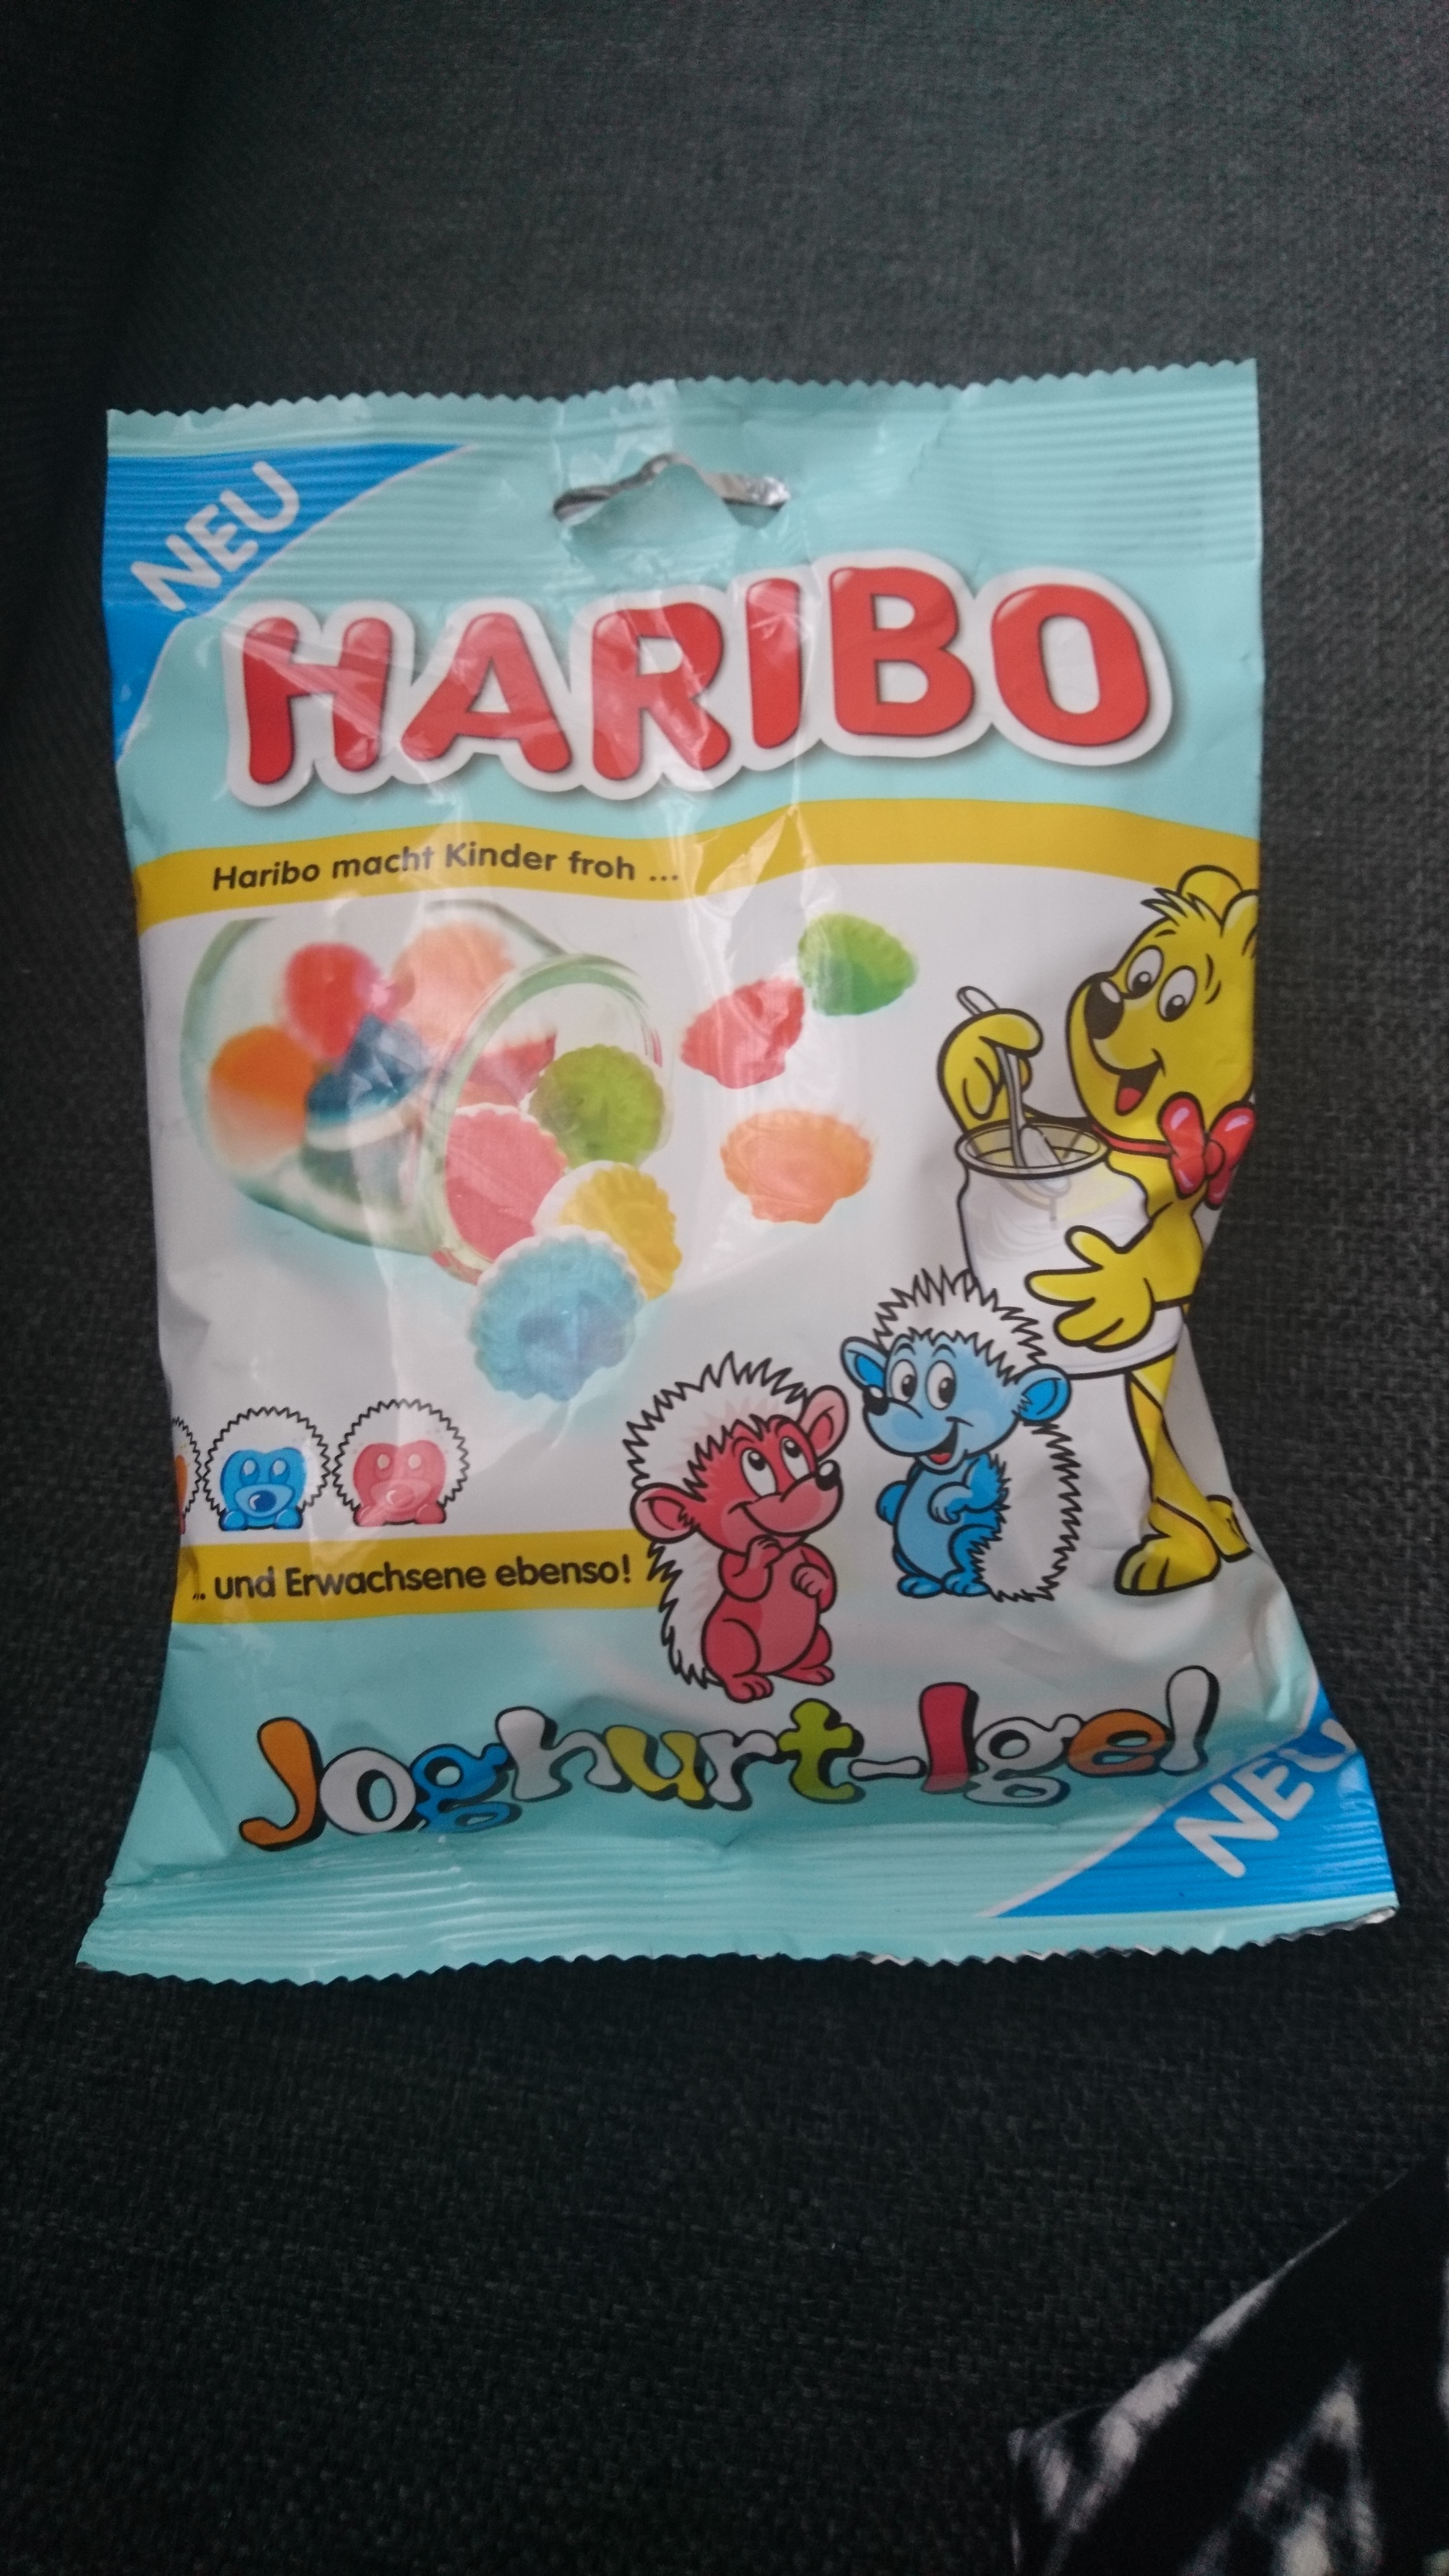 NEU
HARIBO
Haribo macht Kinder froh ...
... und Erwachsene ebenso!
Joghurt-Igel
NEU